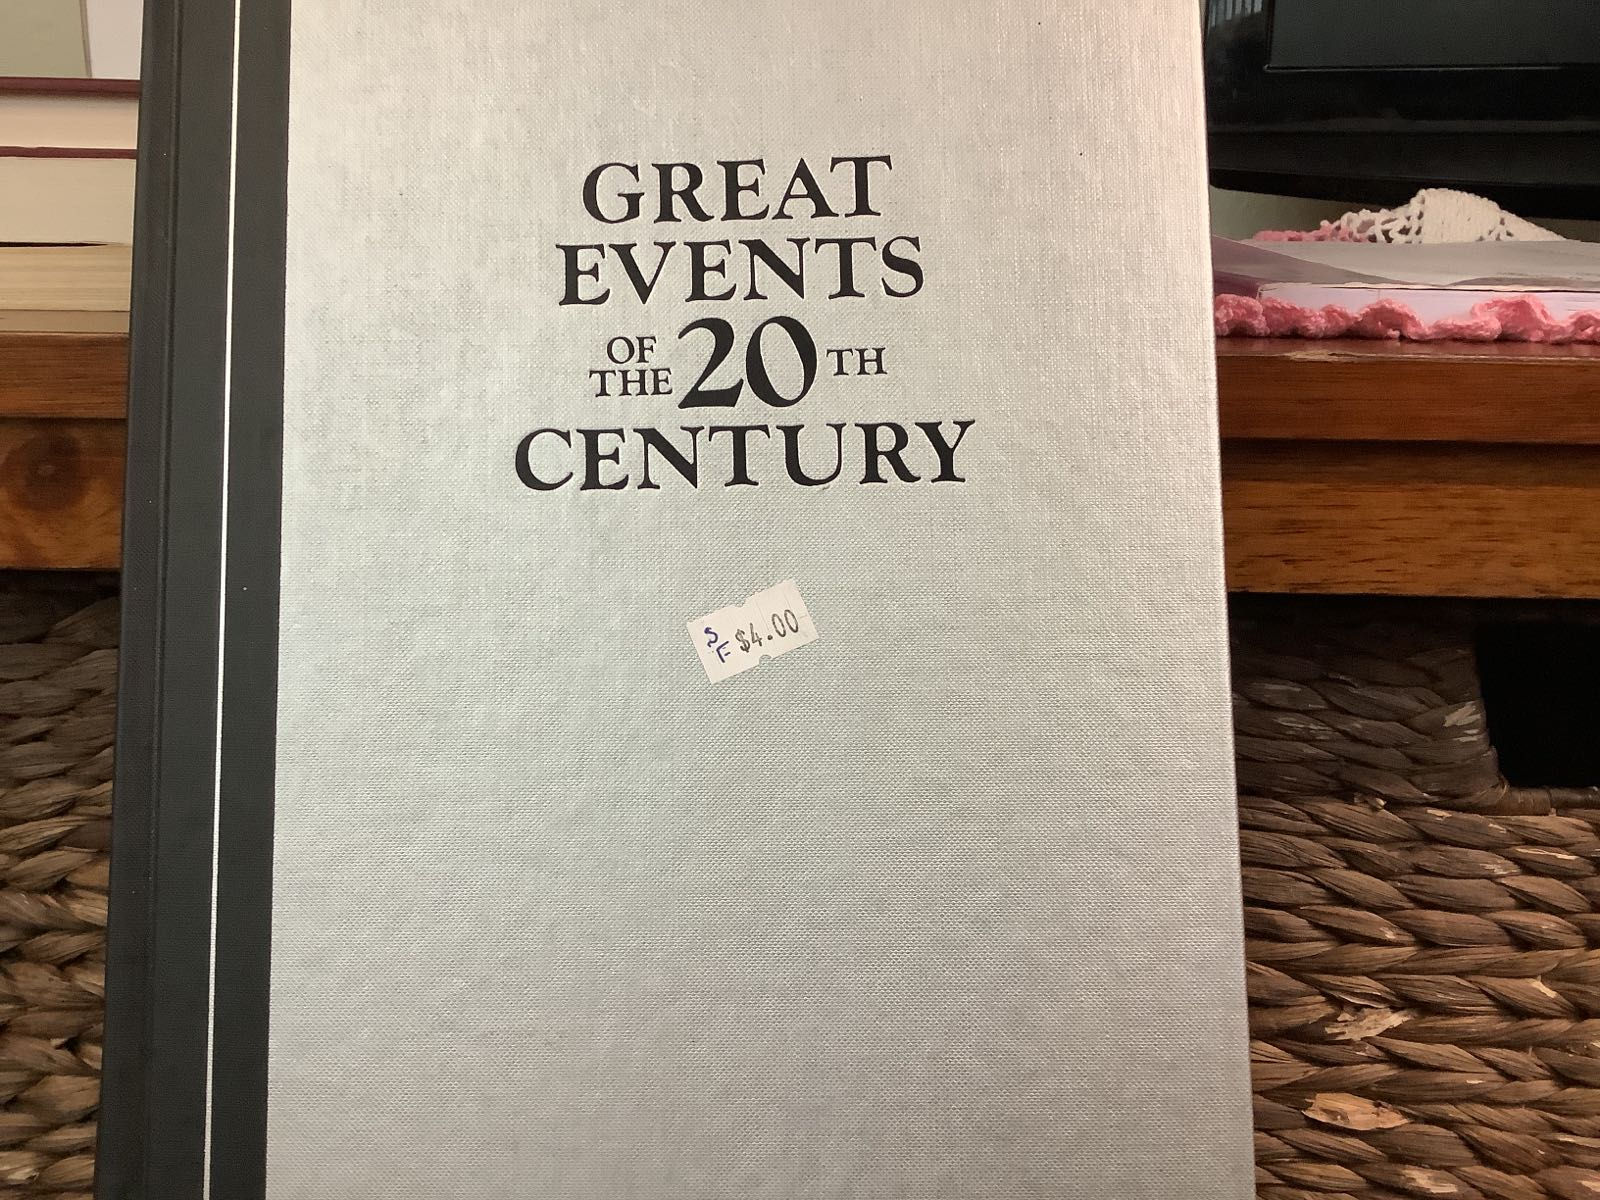 GREAT
EVENTS
OF THE 20TH
CENTURY
S
F $4.00